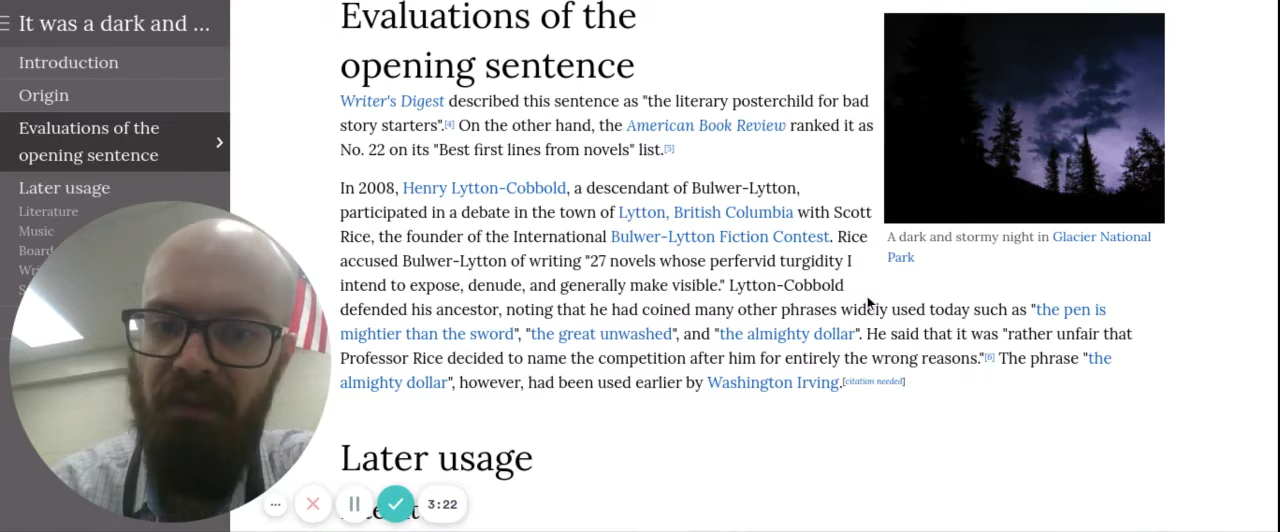 It was a dark and ...
Introduction
Origin
Evaluations of the
opening sentence
Later usage
Literature
Music
Board
Wri
S
Evaluations of the
opening sentence
Writer's Digest described this sentence as "the literary posterchild for bad
story starters".[4] On the other hand, the American Book Review ranked it as
No. 22 on its "Best first lines from novels" list.[5]
In 2008, Henry Lytton-Cobbold, a descendant of Bulwer-Lytton,
participated in a debate in the town of Lytton, British Columbia with Scott
Rice, the founder of the International Bulwer-Lytton Fiction Contest. Rice
accused Bulwer-Lytton of writing "27 novels whose perfervid turgidity I
intend to expose, denude, and generally make visible." Lytton-Cobbold
defended his ancestor, noting that he had coined many other phrases widely used today such as "the pen is
mightier than the sword", "the great unwashed", and "the almighty dollar". He said that it was "rather unfair that
Professor Rice decided to name the competition after him for entirely the wrong reasons."[6] The phrase "the
almighty dollar", however, had been used earlier by Washington Irving.[citation needed]
A dark and stormy night in Glacier National
Park
Later usage
3:22